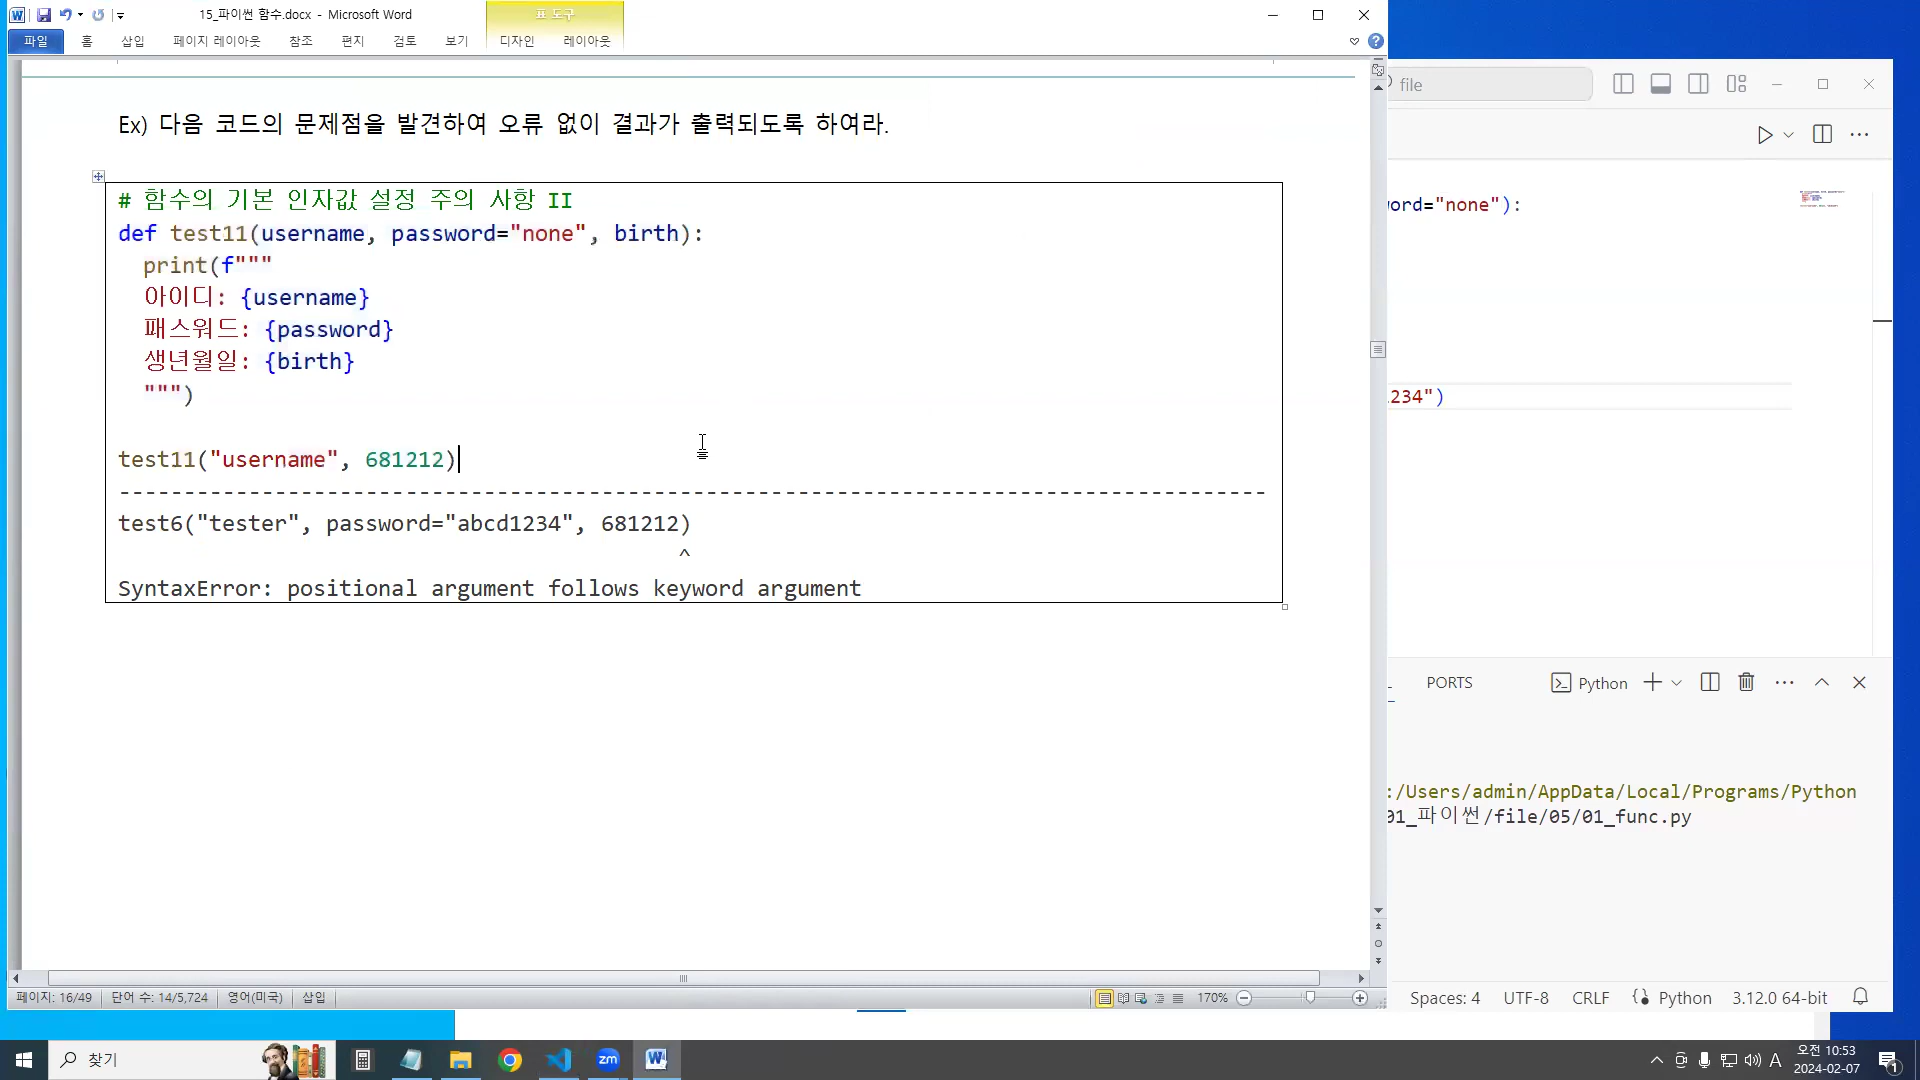 15_파이썬 함수.docx - Microsoft Word
표 도구
파일 홈 삽입 페이지 레이아웃 참조 편지 검토 보기 디자인 레이아웃
Ex) 다음 코드의 문제점을 발견하여 오류 없이 결과가 출력되도록 하여라.
# 함수의 기본 인자값 설정 주의 사항 II
def test11(username, password="none", birth):
print(f"""
아이디: {username}
패스워드: {password}
생년월일: {birth}
""")
test11("username", 681212)
--------------------------------------------------------------------------------
test6("tester", password="abcd1234", 681212)
^
SyntaxError: positional argument follows keyword argument
페이지: 16/49 단어 수: 14/5,724 영어(미국) 삽입 170%
file
ord="none"):
234")
PORTS Python
:/Users/admin/AppData/Local/Programs/Python
01_파이썬/file/05/01_func.py
Spaces: 4 UTF-8 CRLF Python 3.12.0 64-bit
찾기 zm A 오전 10:53
2024-02-07
1